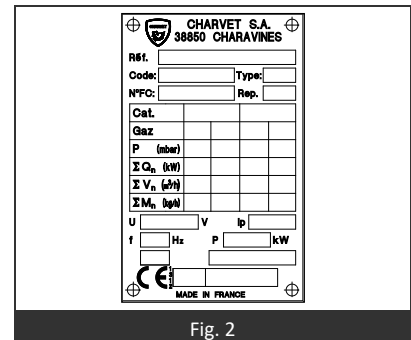 CHARVET S.A.
38850 CHARAVINES
Réf.
Code: Type:
N°FC: Rep.
Cat.
Gaz
P (mbar)
ΣQn (kW)
ΣVn (m³/h)
ΣMn (kg/h)
U V Ip
f Hz P kW
CE
MADE IN FRANCE
Fig. 2